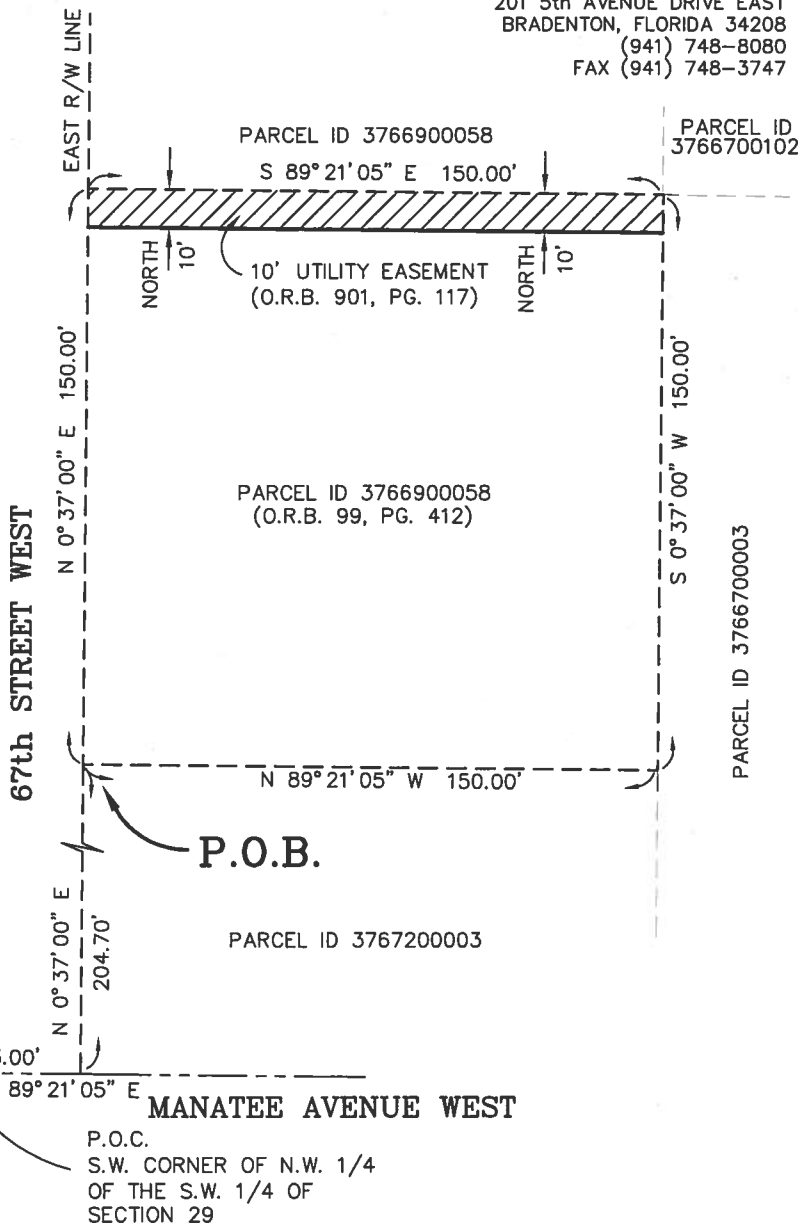 201 5th AVENUE DRIVE EAST
BRADENTON, FLORIDA 34208
(941) 748-8080
FAX (941) 748-3747
EAST R/W LINE
PARCEL ID 3766900058
PARCEL ID
3766700102
S 89°21'05" E 150.00'
NORTH
10'
10' UTILITY EASEMENT
(O.R.B. 901, PG. 117)
NORTH
10'
N 0°37'00" E 150.00'
S 0°37'00" W 150.00'
PARCEL ID 3766900058
(O.R.B. 99, PG. 412)
67th STREET WEST
PARCEL ID 3766700003
N 89°21'05" W 150.00'
P.O.B.
N 0°37'00" E
204.70'
PARCEL ID 3767200003
.00'
89°21'05" E
MANATEE AVENUE WEST
P.O.C.
S.W. CORNER OF N.W. 1/4
OF THE S.W. 1/4 OF
SECTION 29